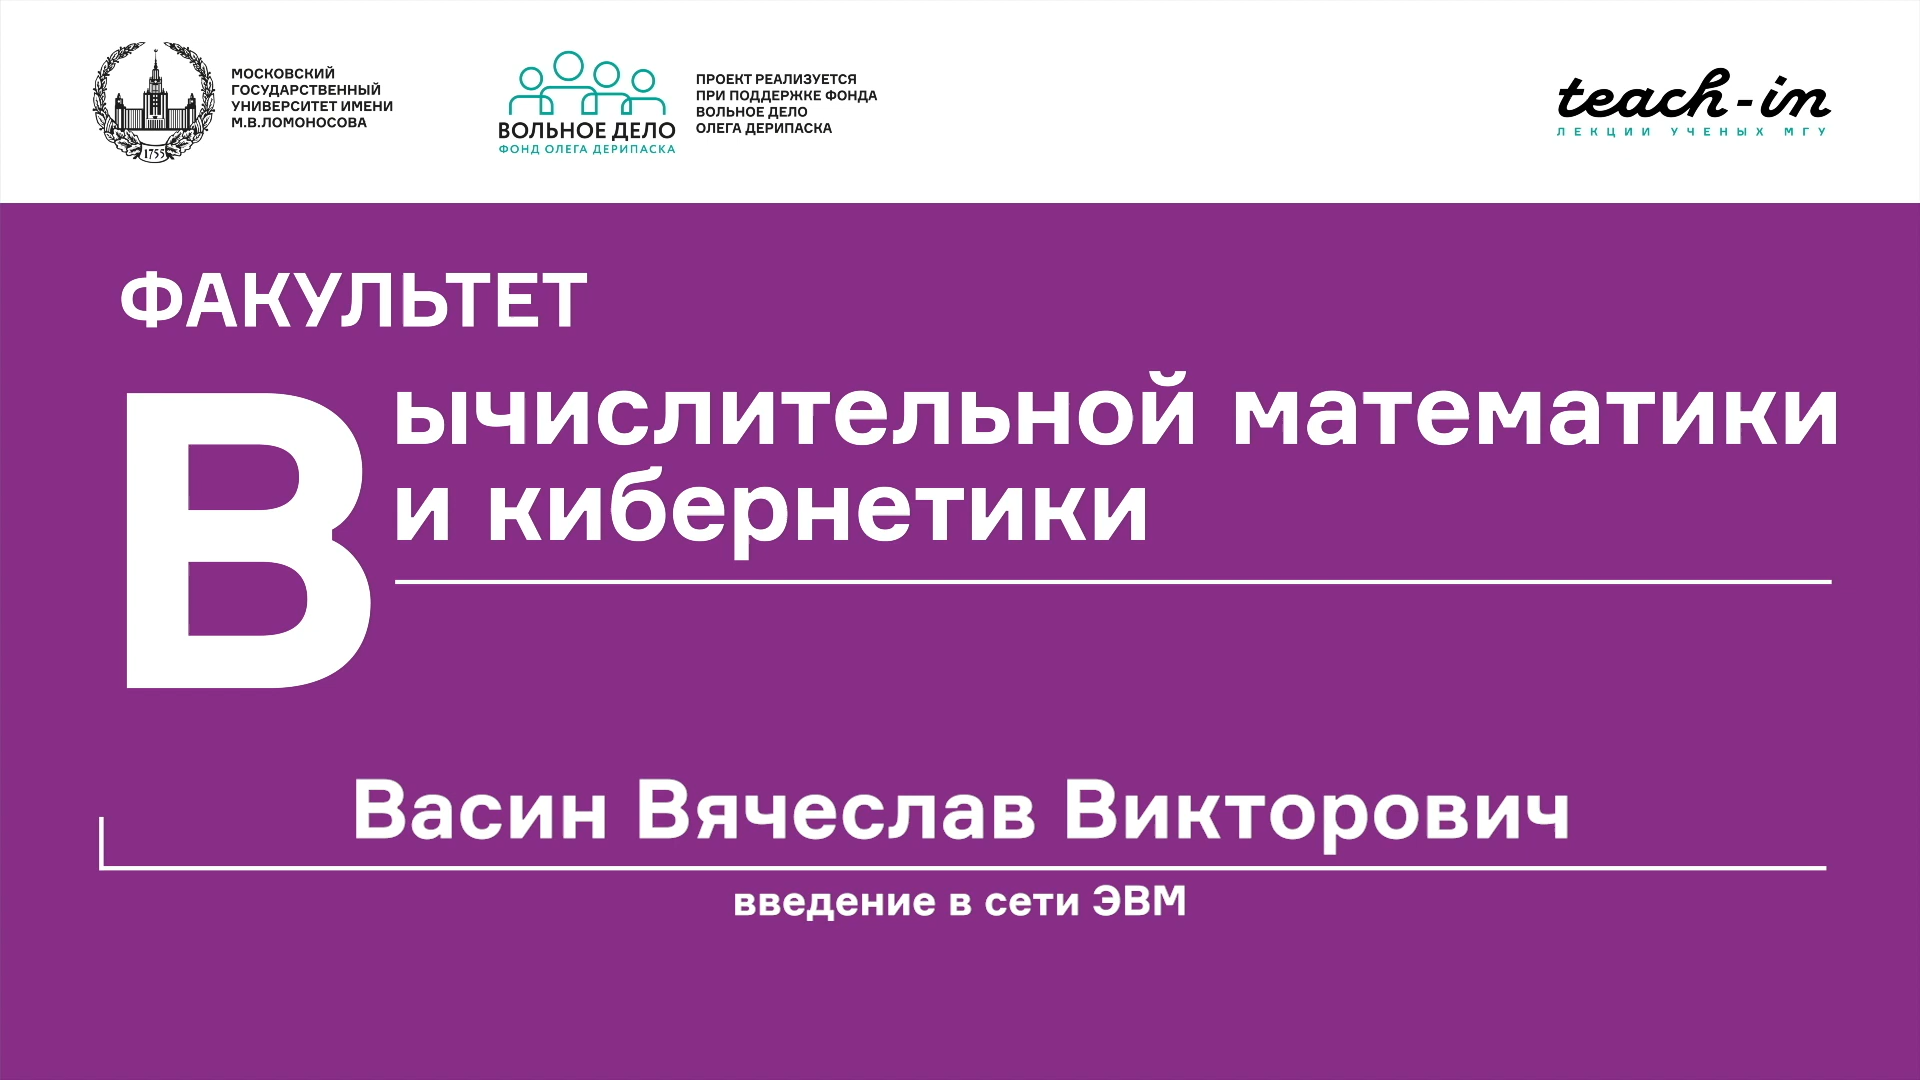 МОСКОВСКИЙ
ГОСУДАРСТВЕННЫЙ
УНИВЕРСИТЕТ ИМЕНИ
М.В.ЛОМОНОСОВА
1755
ВОЛЬНОЕ ДЕЛО
ФОНД ОЛЕГА ДЕРИПАСКА
ПРОЕКТ РЕАЛИЗУЕТСЯ
ПРИ ПОДДЕРЖКЕ ФОНДА
ВОЛЬНОЕ ДЕЛО
ОЛЕГА ДЕРИПАСКА
teach-in
ЛЕКЦИИ УЧЕНЫХ МГУ
ФАКУЛЬТЕТ
Вычислительной математики
и кибернетики
Васин Вячеслав Викторович
введение в сети ЭВМ